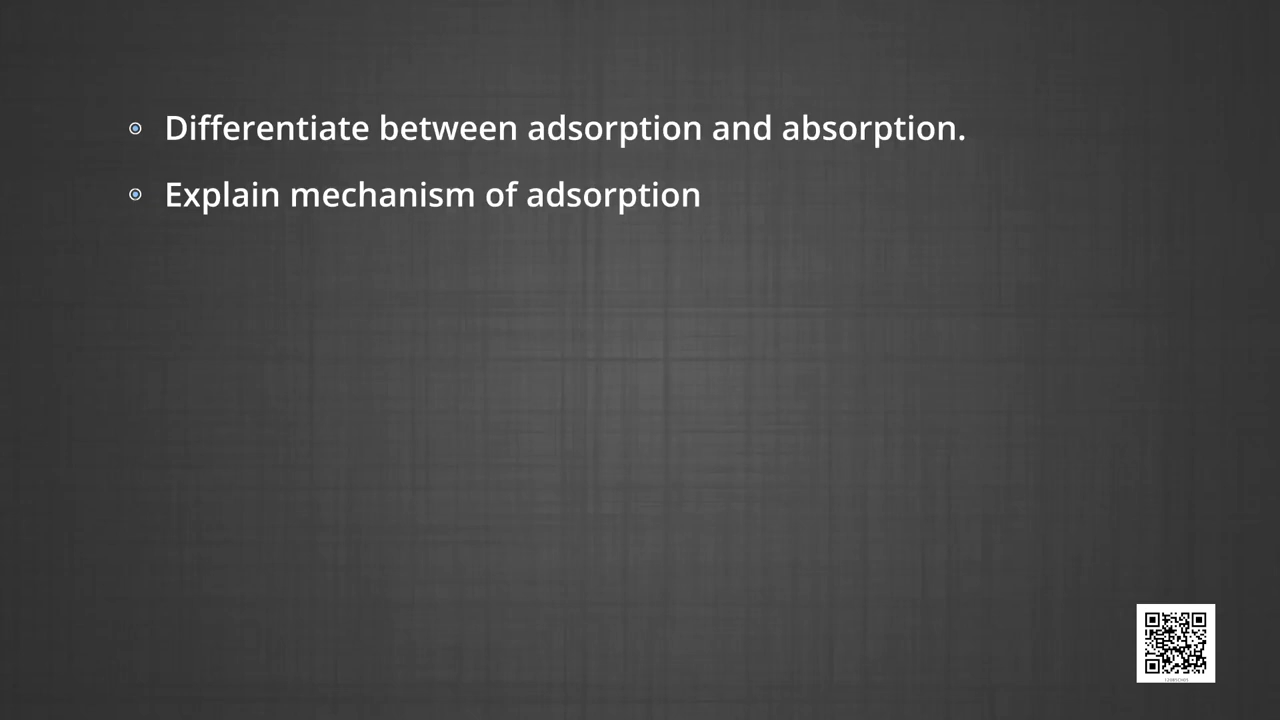 Differentiate between adsorption and absorption.
Explain mechanism of adsorption